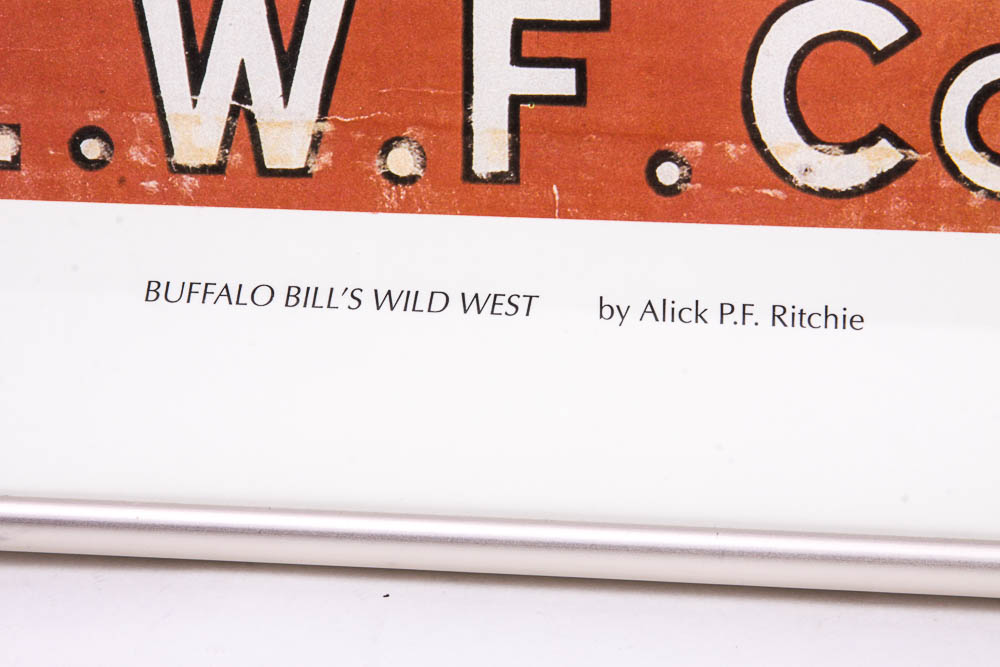 . W. F. Co
BUFFALO BILL'S WILD WEST by Alick P.F. Ritchie